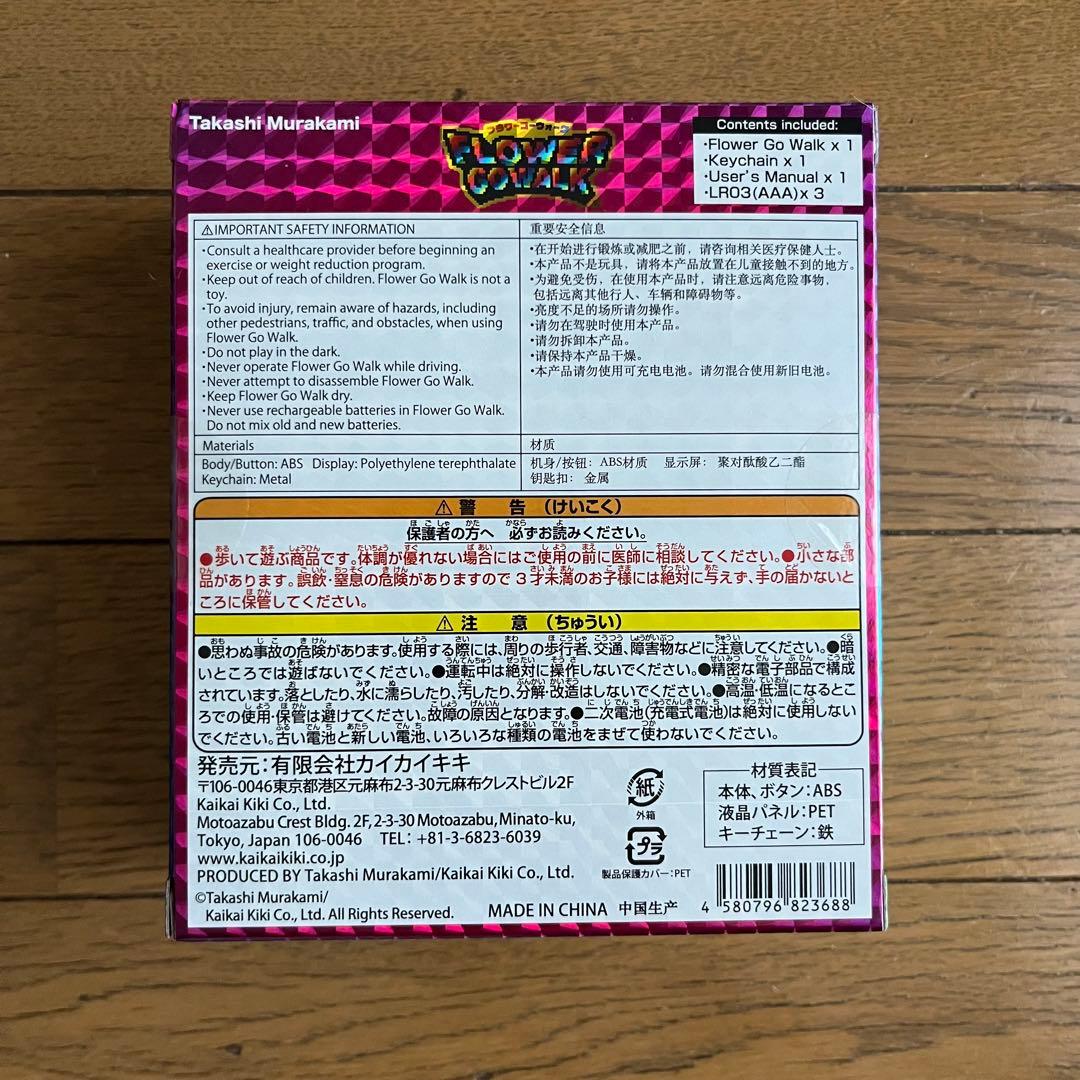 Takashi Murakami
フラワーゴーウォーク
FLOWER
GO WALK
Contents included:
・Flower Go Walk x 1
・Keychain x 1
・User's Manual x 1
・LR03(AAA)x 3
⚠IMPORTANT SAFETY INFORMATION
•Consult a healthcare provider before beginning an
exercise or weight reduction program.
•Keep out of reach of children. Flower Go Walk is not a
toy.
•To avoid injury, remain aware of hazards, including
other pedestrians, traffic, and obstacles, when using
Flower Go Walk.
•Do not play in the dark.
•Never operate Flower Go Walk while driving.
•Never attempt to disassemble Flower Go Walk.
•Keep Flower Go Walk dry.
•Never use rechargeable batteries in Flower Go Walk.
Do not mix old and new batteries.
重要安全信息
•在开始进行锻炼或减肥之前，请咨询相关医疗保健人士。
•本产品不是玩具，请将本产品放置在儿童接触不到的地方。
•为避免受伤，在使用本产品时，请注意远离危险事物，
包括远离其他行人、车辆和障碍物等。
•亮度不足的场所请勿操作。
•请勿在驾驶时使用本产品。
•请勿拆卸本产品。
•请保持本产品干燥。
•本产品请勿使用可充电电池。请勿混合使用新旧电池。
Materials
Body/Button: ABS Display: Polyethylene terephthalate
Keychain: Metal
材质
机身/按钮: ABS材质 显示屏: 聚对酞酸乙二酯
钥匙扣: 金属
⚠警 告（けいこく）
保護者の方へ 必ずお読みください。
●歩いて遊ぶ商品です。体調が優れない場合にはご使用の前に医師に相談してください。●小さな部
品があります。誤飲・窒息の危険がありますので３才未満のお子様には絶対に与えず、手の届かないと
ころに保管してください。
⚠注 意（ちゅうい）
●思わぬ事故の危険があります。使用する際には、周りの歩行者、交通、障害物などに注意してください。●暗
いところでは遊ばないでください。●運転中は絶対に操作しないでください。●精密な電子部品で構成
されています。落としたり、水に濡らしたり、汚したり、分解・改造はしないでください。●高温・低温になるとこ
ろでの使用・保管は避けてください。故障の原因となります。●二次電池（充電式電池）は絶対に使用しない
でください。古い電池と新しい電池、いろいろな種類の電池をまぜて使わないでください。
発売元：有限会社カイカイキキ
〒106-0046東京都港区元麻布2-3-30元麻布クレストビル2F
Kaikai Kiki Co., Ltd.
Motoazabu Crest Bldg. 2F, 2-3-30 Motoazabu, Minato-ku,
Tokyo, Japan 106-0046 TEL: +81-3-6823-6039
www.kaikaikiki.co.jp
PRODUCED BY Takashi Murakami/Kaikai Kiki Co., Ltd.
©Takashi Murakami/
Kaikai Kiki Co., Ltd. All Rights Reserved.
MADE IN CHINA 中国生产
紙
外箱
プラ
製品保護カバー：PET
材質表記
本体、ボタン：ABS
液晶パネル：PET
キーチェーン：鉄
4 580796 823688